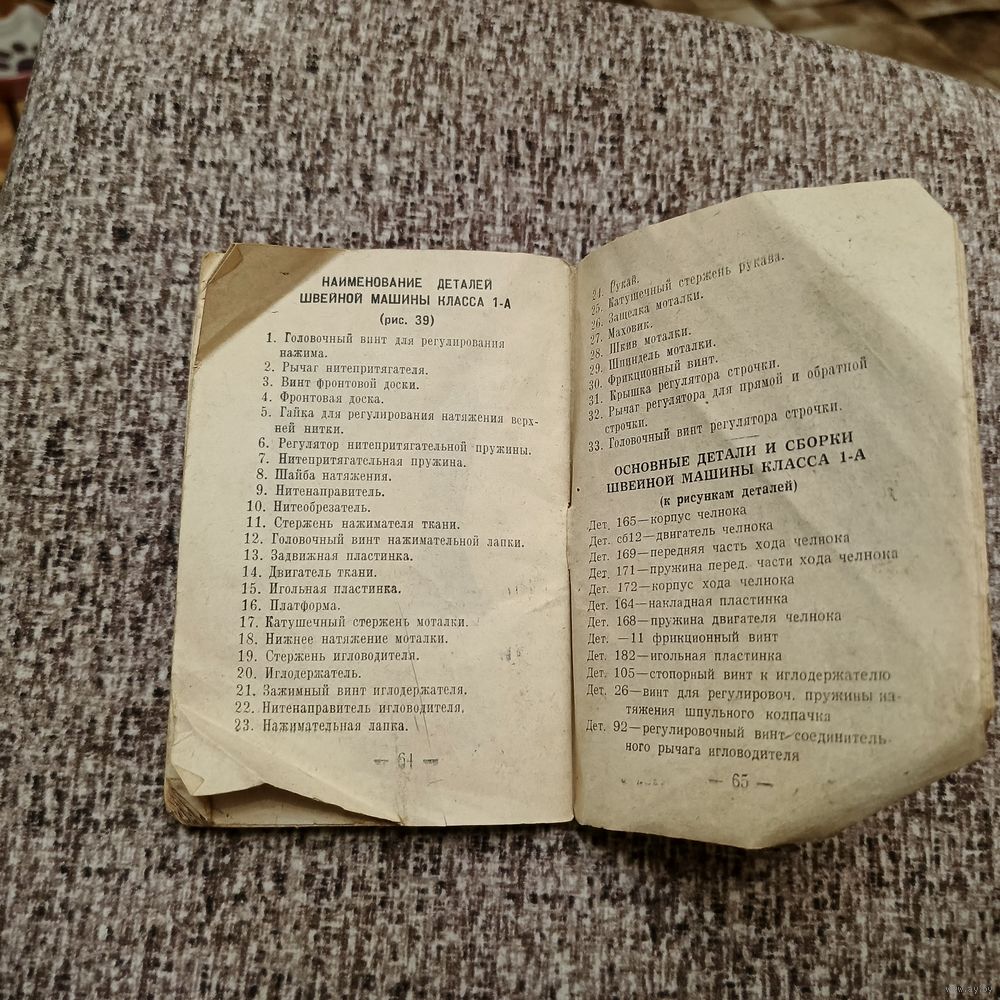 НАИМЕНОВАНИЕ ДЕТАЛЕЙ
ШВЕЙНОЙ МАШИНЫ КЛАССА 1-А
(рис. 39)
1. Головочный винт для регулирования
нажима.
2. Рычаг нитепритягателя.
3. Винт фронтовой доски.
4. Фронтовая доска.
5. Гайка для регулирования натяжения верх-
ней нитки.
6. Регулятор нитепритягательной пружины.
7. Нитепритягательная пружина.
8. Шайба натяжения.
9. Нитенаправитель.
10. Нитеобрезатель.
11. Стержень нажимателя ткани.
12. Головочный винт нажимательной лапки.
13. Задвижная пластинка.
14. Двигатель ткани.
15. Игольная пластинка.
16. Платформа.
17. Катушечный стержень моталки.
18. Нижнее натяжение моталки.
19. Стержень игловодителя.
20. Иглодержатель.
21. Зажимный винт иглодержателя.
22. Нитенаправитель игловодителя,
23. Нажимательная лапка.
— 64 —
24. Рукав.
25. Катушечный стержень рукава.
26. Защелка моталки.
27. Маховик.
28. Шкив моталки.
29. Шпиндель моталки.
30. Фрикционный винт.
31. Крышка регулятора строчки.
32. Рычаг регулятора для прямой и обратной
строчки.
33. Головочный винт регулятора строчки.
ОСНОВНЫЕ ДЕТАЛИ И СБОРКИ
ШВЕЙНОЙ МАШИНЫ КЛАССА 1-А
(к рисункам деталей)
Дет. 165—корпус челнока
Дет. сб12—двигатель челнока
Дет. 169—передняя часть хода челнока
Дет. 171—пружина перед. части хода челнока
Дет. 172—корпус хода челнока
Дет. 164—накладная пластинка
Дет. 168—пружина двигателя челнока
Дет. —11 фрикционный винт
Дет. 182—игольная пластинка
Дет. 105—стопорный винт к иглодержателю
Дет. 26—винт для регулировоч. пружины на-
тяжения шпульного колпачка
Дет. 92—регулировочный винт соединитель-
ного рычага игловодителя
— 65 —
www.ay.by